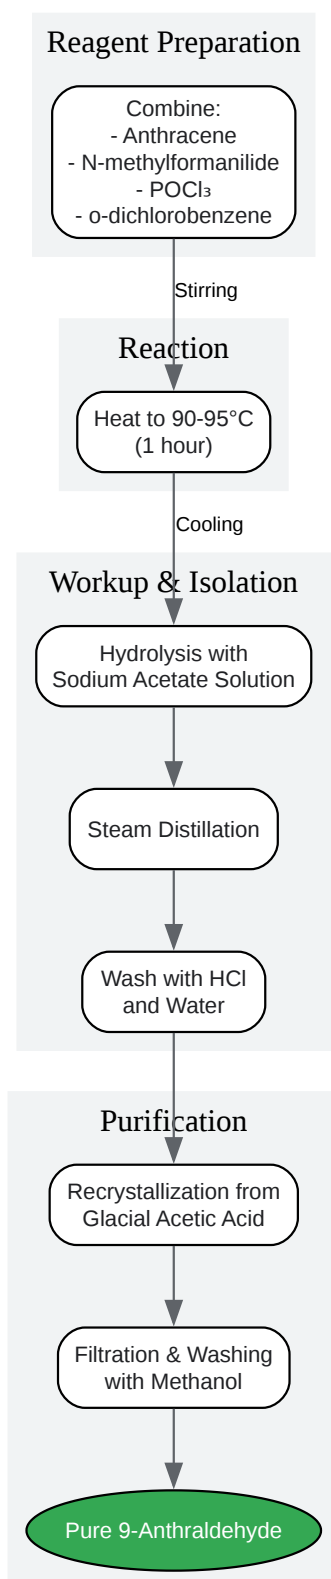 Reagent Preparation
Combine:
- Anthracene
- N-methylformanilide
- POCl₃
- o-dichlorobenzene
Stirring
Reaction
Heat to 90-95°C
(1 hour)
Cooling
Workup & Isolation
Hydrolysis with
Sodium Acetate Solution
Steam Distillation
Wash with HCl
and Water
Purification
Recrystallization from
Glacial Acetic Acid
Filtration & Washing
with Methanol
Pure 9-Anthraldehyde